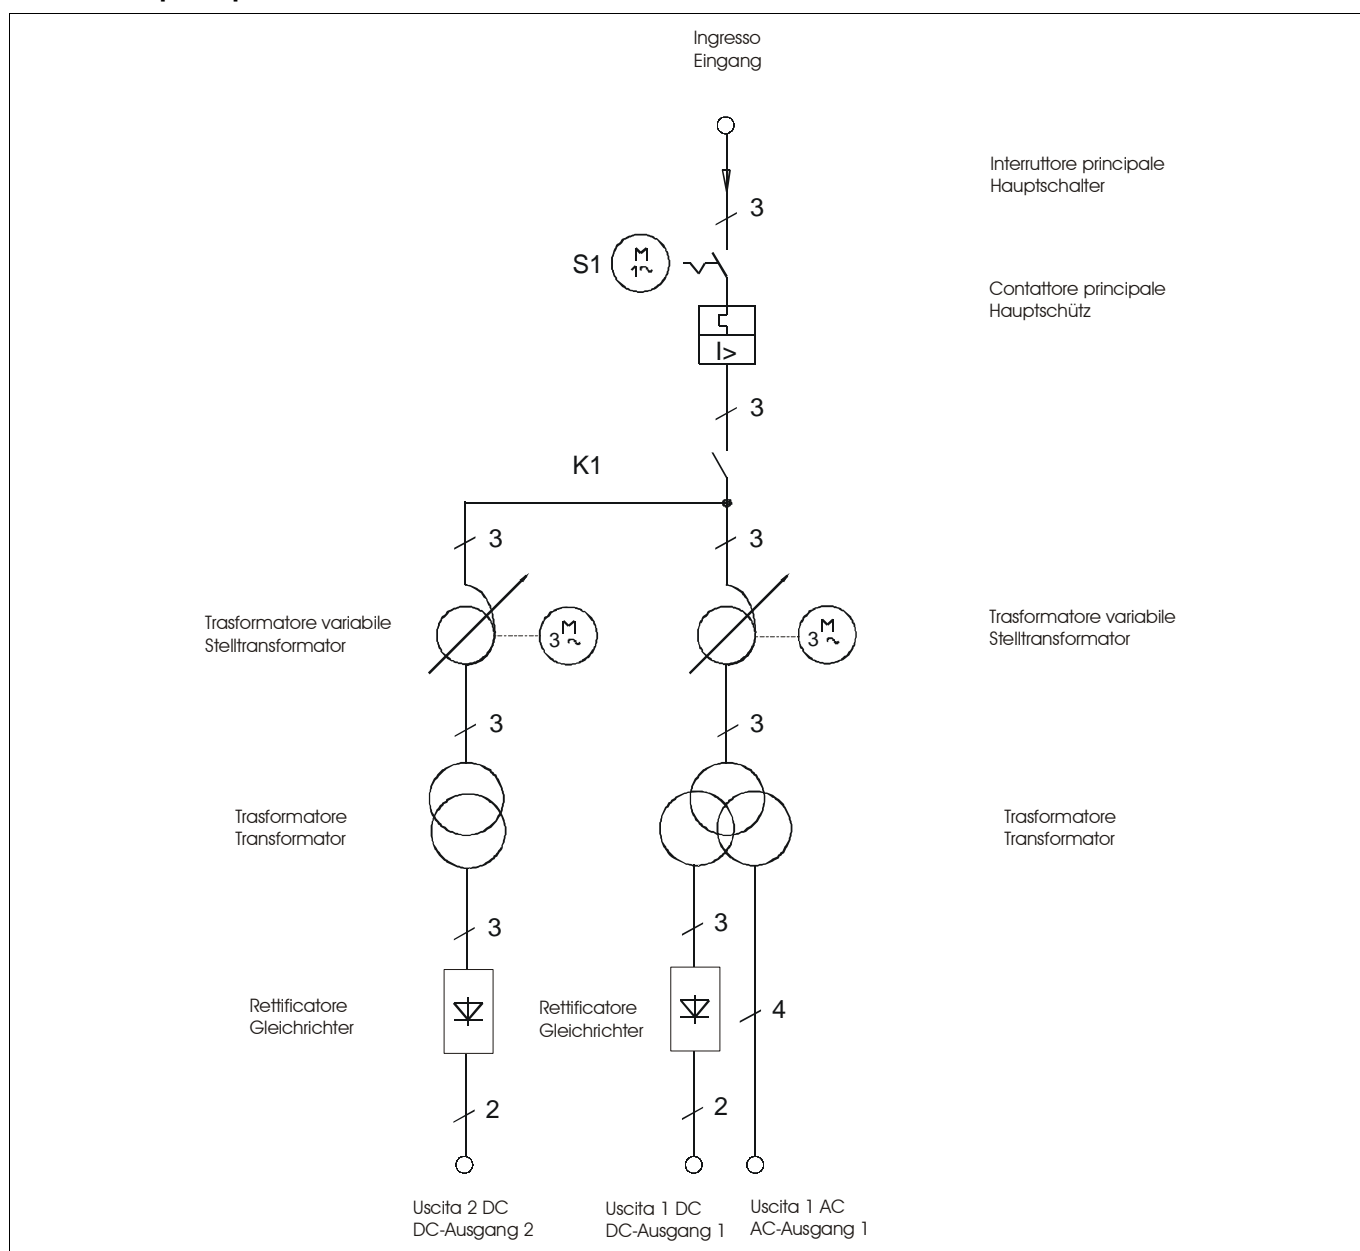 Ingresso
Eingang
Interruttore principale
Hauptschalter
3
S1
M
1~
Contattore principale
Hauptschütz
I>
3
K1
3
3
Trasformatore variabile
Stelltransformator
M
3~
M
3~
Trasformatore variabile
Stelltransformator
3
3
Trasformatore
Transformator
Trasformatore
Transformator
3
3
Rettificatore
Gleichrichter
Rettificatore
Gleichrichter
4
2
2
Uscita 2 DC
DC-Ausgang 2
Uscita 1 DC
DC-Ausgang 1
Uscita 1 AC
AC-Ausgang 1